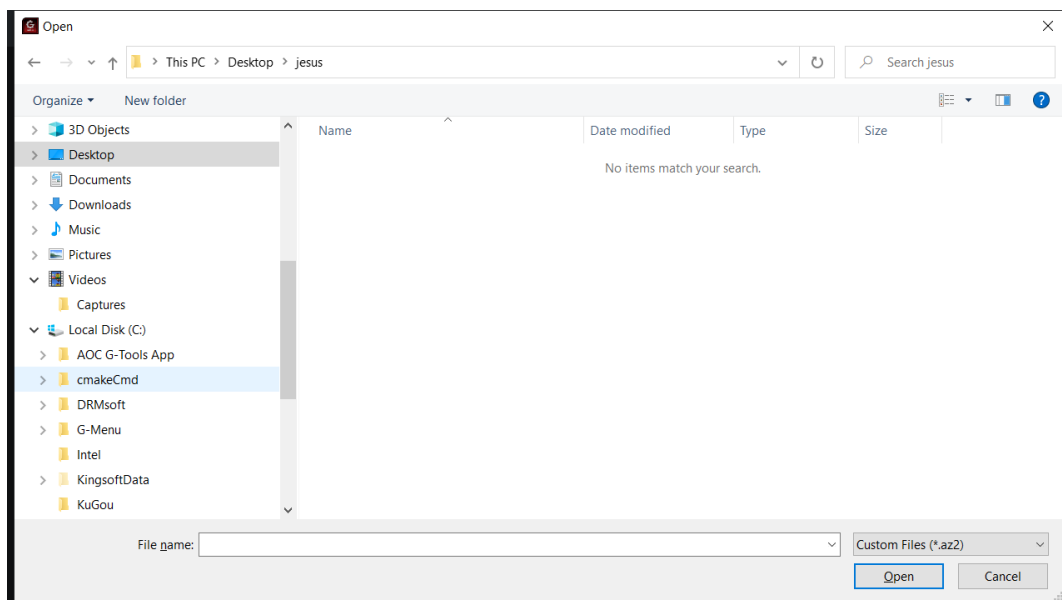 Open
This PC > Desktop > jesus
Search jesus
Organize
New folder
Name
Date modified
Type
Size
No items match your search.
3D Objects
Desktop
Documents
Downloads
Music
Pictures
Videos
Captures
Local Disk (C:)
AOC G-Tools App
cmakeCmd
DRMsoft
G-Menu
Intel
KingsoftData
KuGou
File name:
Custom Files (*.az2)
Open
Cancel